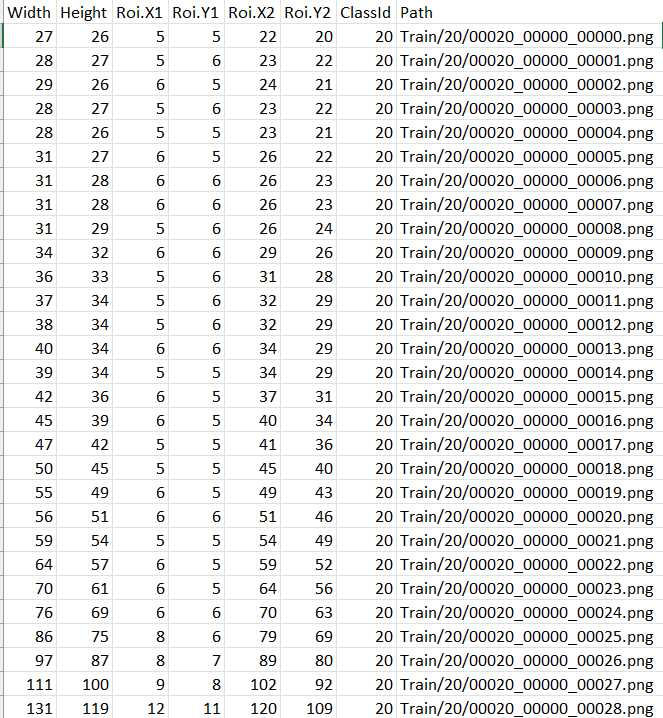 Width Height Roi.X1 Roi.Y1 Roi.X2 Roi.Y2 ClassId Path
27 26 5 5 22 20 20 Train/20/00020_00000_00000.png
28 27 5 6 23 22 20 Train/20/00020_00000_00001.png
29 26 6 5 24 21 20 Train/20/00020_00000_00002.png
28 27 5 6 23 22 20 Train/20/00020_00000_00003.png
28 26 5 5 23 21 20 Train/20/00020_00000_00004.png
31 27 6 5 26 22 20 Train/20/00020_00000_00005.png
31 28 6 6 26 23 20 Train/20/00020_00000_00006.png
31 28 6 6 26 23 20 Train/20/00020_00000_00007.png
31 29 5 6 26 24 20 Train/20/00020_00000_00008.png
34 32 6 6 29 26 20 Train/20/00020_00000_00009.png
36 33 5 6 31 28 20 Train/20/00020_00000_00010.png
37 34 5 6 32 29 20 Train/20/00020_00000_00011.png
38 34 5 6 32 29 20 Train/20/00020_00000_00012.png
40 34 6 6 34 29 20 Train/20/00020_00000_00013.png
39 34 5 5 34 29 20 Train/20/00020_00000_00014.png
42 36 6 5 37 31 20 Train/20/00020_00000_00015.png
45 39 6 5 40 34 20 Train/20/00020_00000_00016.png
47 42 5 5 41 36 20 Train/20/00020_00000_00017.png
50 45 5 5 45 40 20 Train/20/00020_00000_00018.png
55 49 6 5 49 43 20 Train/20/00020_00000_00019.png
56 51 6 6 51 46 20 Train/20/00020_00000_00020.png
59 54 5 5 54 49 20 Train/20/00020_00000_00021.png
64 57 6 5 59 52 20 Train/20/00020_00000_00022.png
70 61 6 5 64 56 20 Train/20/00020_00000_00023.png
76 69 6 6 70 63 20 Train/20/00020_00000_00024.png
86 75 8 6 79 69 20 Train/20/00020_00000_00025.png
97 87 8 7 89 80 20 Train/20/00020_00000_00026.png
111 100 9 8 102 92 20 Train/20/00020_00000_00027.png
131 119 12 11 120 109 20 Train/20/00020_00000_00028.png